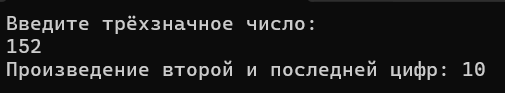 Введите трёхзначное число:
152
Произведение второй и последней цифр: 10